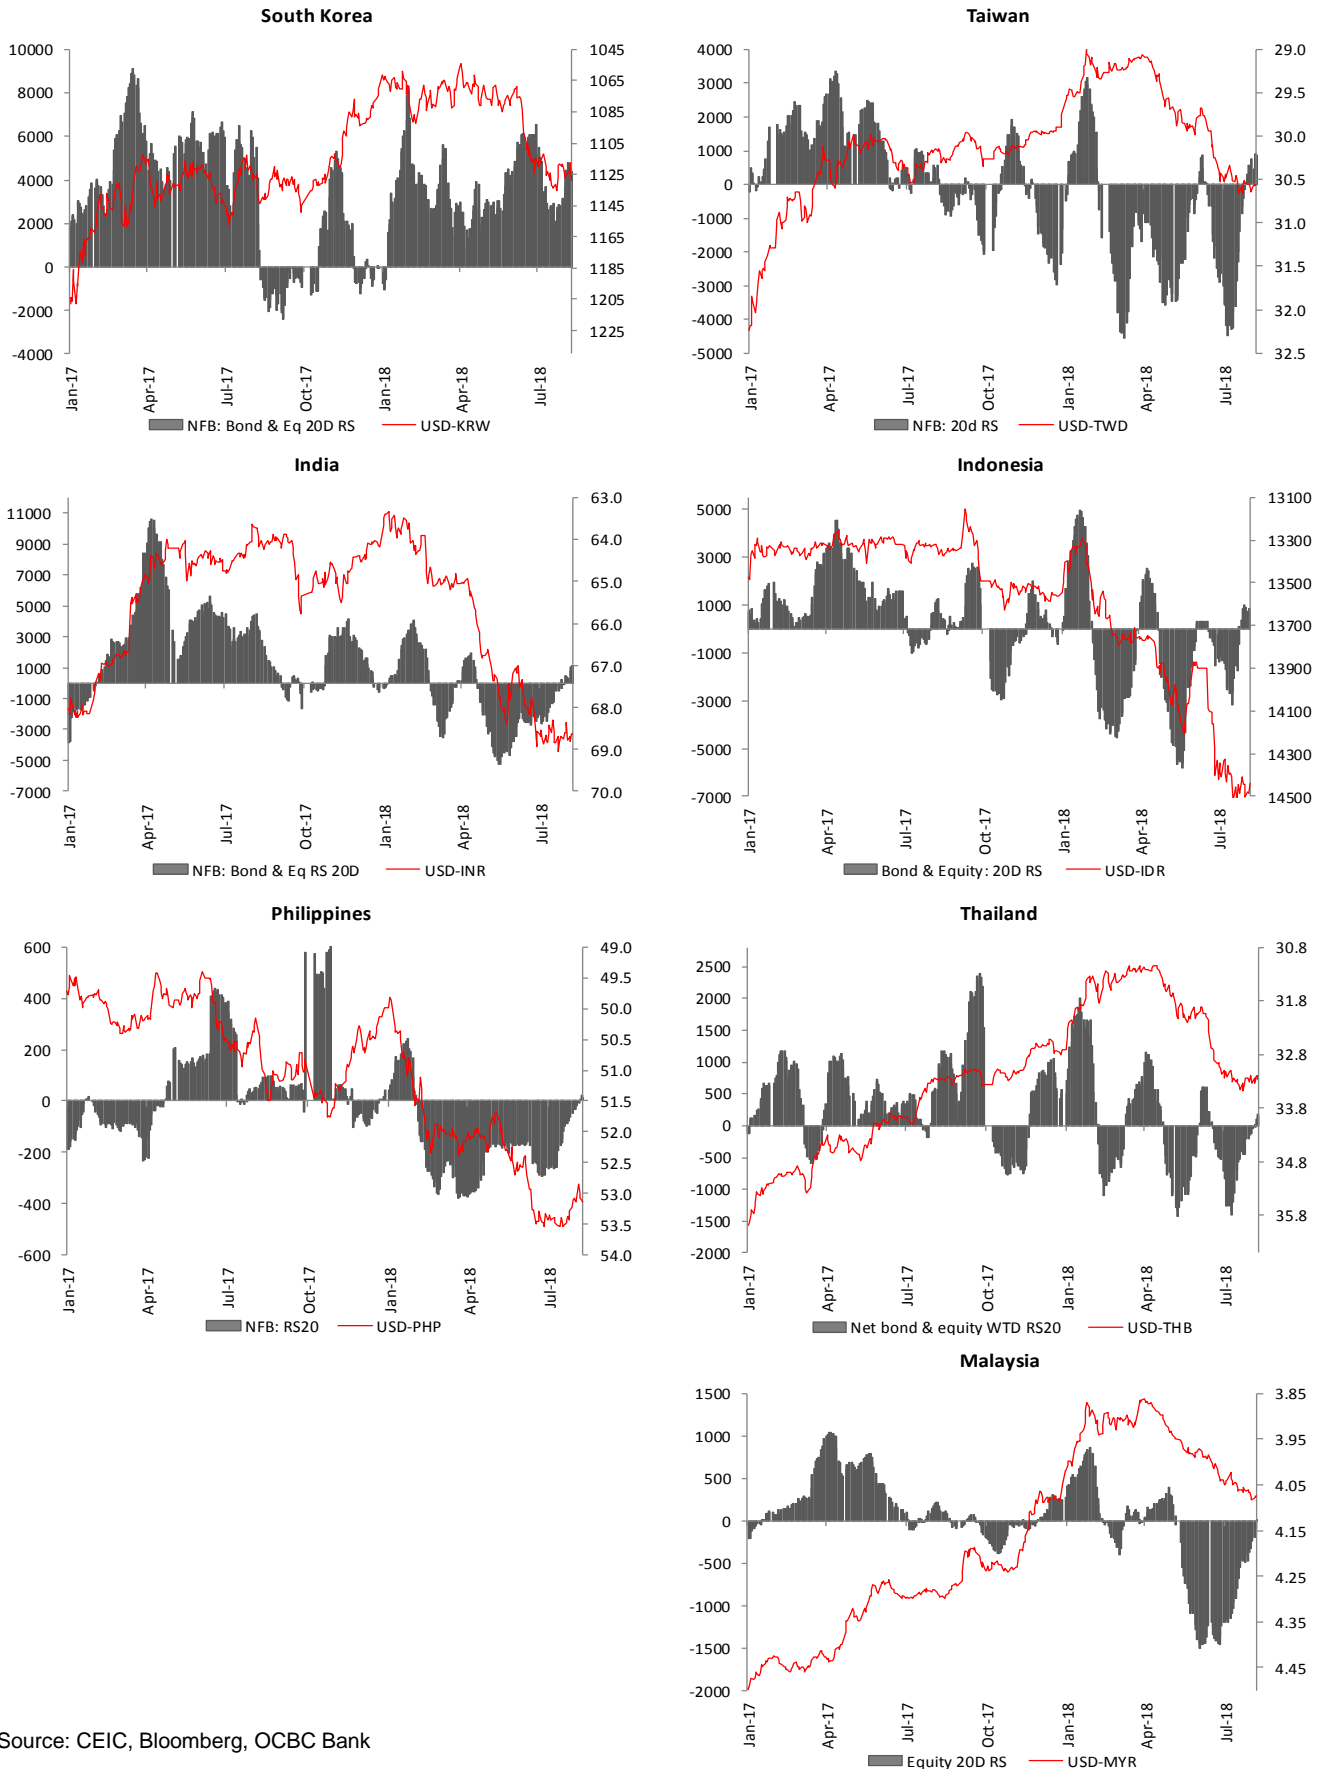 South Korea
10000
8000
6000
4000
2000
0
-2000
-4000
1045
1065
1085
1105
1125
1145
1165
1185
1205
1225
Jan-17
Apr-17
Jul-17
Oct-17
Jan-18
Apr-18
Jul-18
NFB: Bond & Eq 20D RS
USD-KRW
Taiwan
4000
3000
2000
1000
0
-1000
-2000
-3000
-4000
-5000
29.0
29.5
30.0
30.5
31.0
31.5
32.0
32.5
Jan-17
Apr-17
Jul-17
Oct-17
Jan-18
Apr-18
Jul-18
NFB: 20d RS
USD-TWD
India
11000
9000
7000
5000
3000
1000
-1000
-3000
-5000
-7000
63.0
64.0
65.0
66.0
67.0
68.0
69.0
70.0
Jan-17
Apr-17
Jul-17
Oct-17
Jan-18
Apr-18
Jul-18
NFB: Bond & Eq RS 20D
USD-INR
Indonesia
5000
3000
1000
-1000
-3000
-5000
-7000
13100
13300
13500
13700
13900
14100
14300
14500
Jan-17
Apr-17
Jul-17
Oct-17
Jan-18
Apr-18
Jul-18
Bond & Equity: 20D RS
USD-IDR
Philippines
600
400
200
0
-200
-400
-600
49.0
49.5
50.0
50.5
51.0
51.5
52.0
52.5
53.0
53.5
54.0
Jan-17
Apr-17
Jul-17
Oct-17
Jan-18
Apr-18
Jul-18
NFB: RS20
USD-PHP
Thailand
2500
2000
1500
1000
500
0
-500
-1000
-1500
-2000
30.8
31.8
32.8
33.8
34.8
35.8
Jan-17
Apr-17
Jul-17
Oct-17
Jan-18
Apr-18
Jul-18
Net bond & equity WTD RS20
USD-THB
Malaysia
1500
1000
500
0
-500
-1000
-1500
-2000
3.85
3.95
4.05
4.15
4.25
4.35
4.45
Jan-17
Apr-17
Jul-17
Oct-17
Jan-18
Apr-18
Jul-18
Equity 20D RS
USD-MYR
Source: CEIC, Bloomberg, OCBC Bank